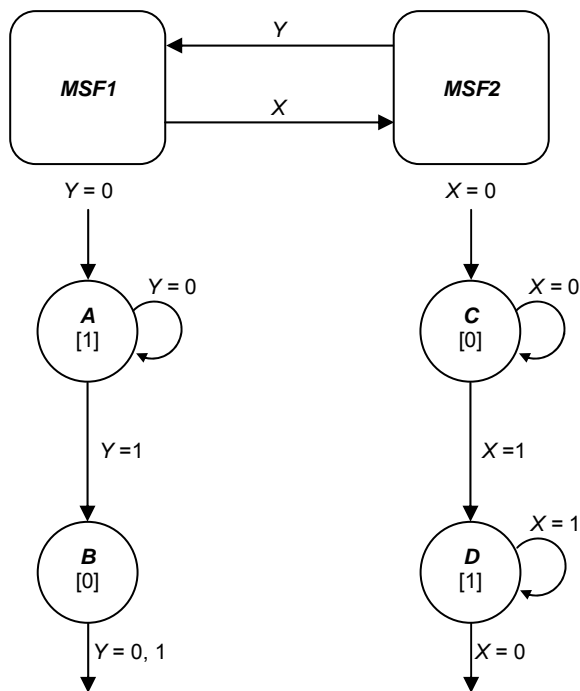 Y
MSF1
MSF2
X
Y = 0
X = 0
Y = 0
X = 0
A
[1]
C
[0]
Y =1
X =1
X = 1
B
[0]
D
[1]
Y = 0, 1
X = 0